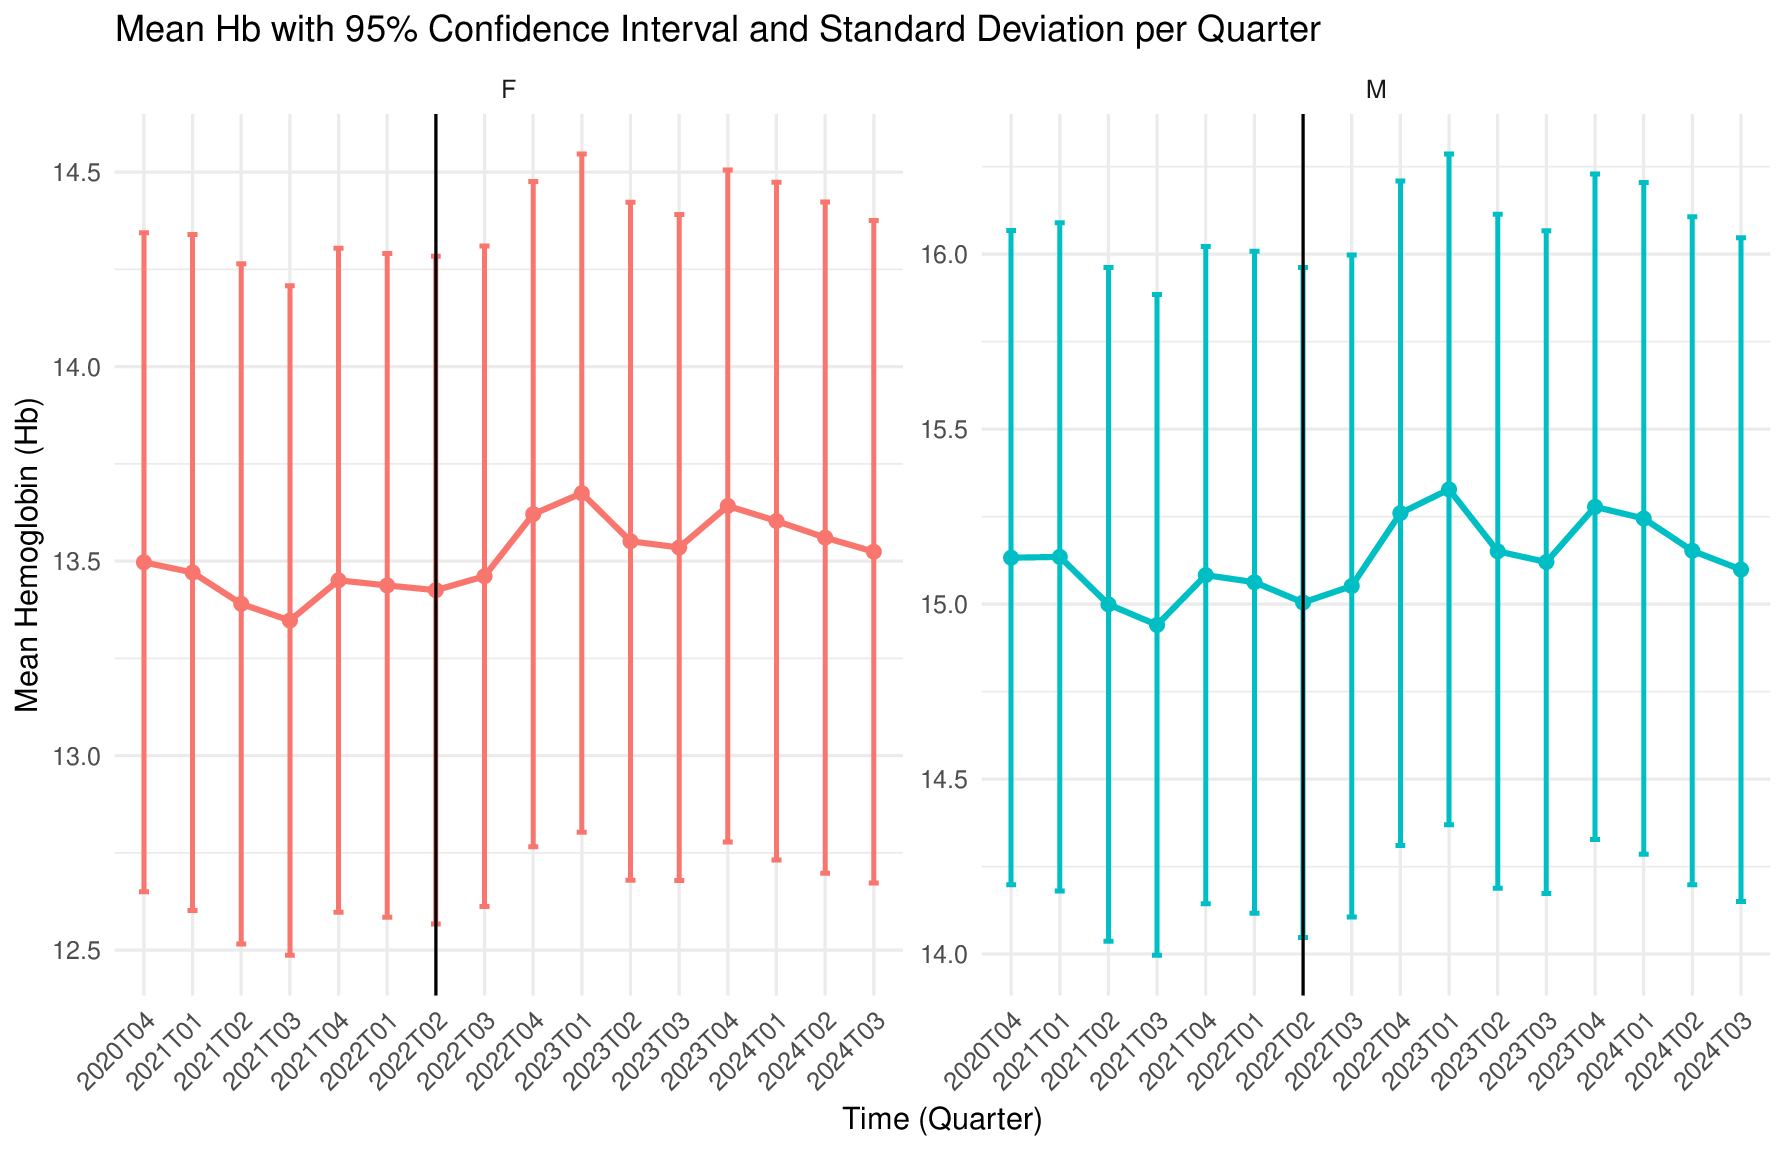 Mean Hb with 95% Confidence Interval and Standard Deviation per Quarter
F
M
Mean Hemoglobin (Hb)
14.5
14.0
13.5
13.0
12.5
16.0
15.5
15.0
14.5
14.0
2020T04
2021T01
2021T02
2021T03
2021T04
2022T01
2022T02
2022T03
2022T04
2023T01
2023T02
2023T03
2023T04
2024T01
2024T02
2024T03
2020T04
2021T01
2021T02
2021T03
2021T04
2022T01
2022T02
2022T03
2022T04
2023T01
2023T02
2023T03
2023T04
2024T01
2024T02
2024T03
Time (Quarter)